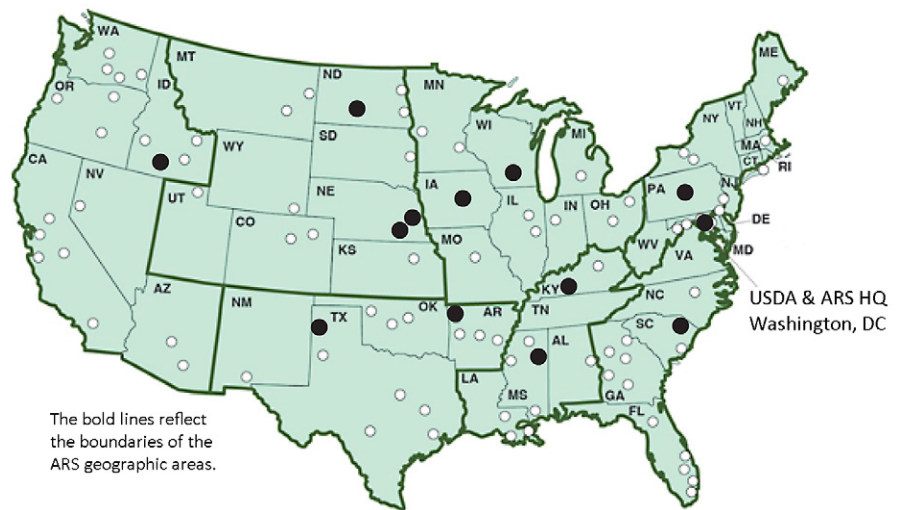 WA
MT
ND
ME
OR
ID
MN
VT
NH
NY
WI
MI
MA
CT
RI
SD
WY
CA
NV
UT
NE
IA
IL
IN
OH
PA
NJ
DE
MD
CO
KS
MO
WV
VA
KY
AZ
NM
TX
OK
AR
TN
NC
SC
AL
MS
GA
LA
FL
USDA & ARS HQ
Washington, DC
The bold lines reflect
the boundaries of the
ARS geographic areas.